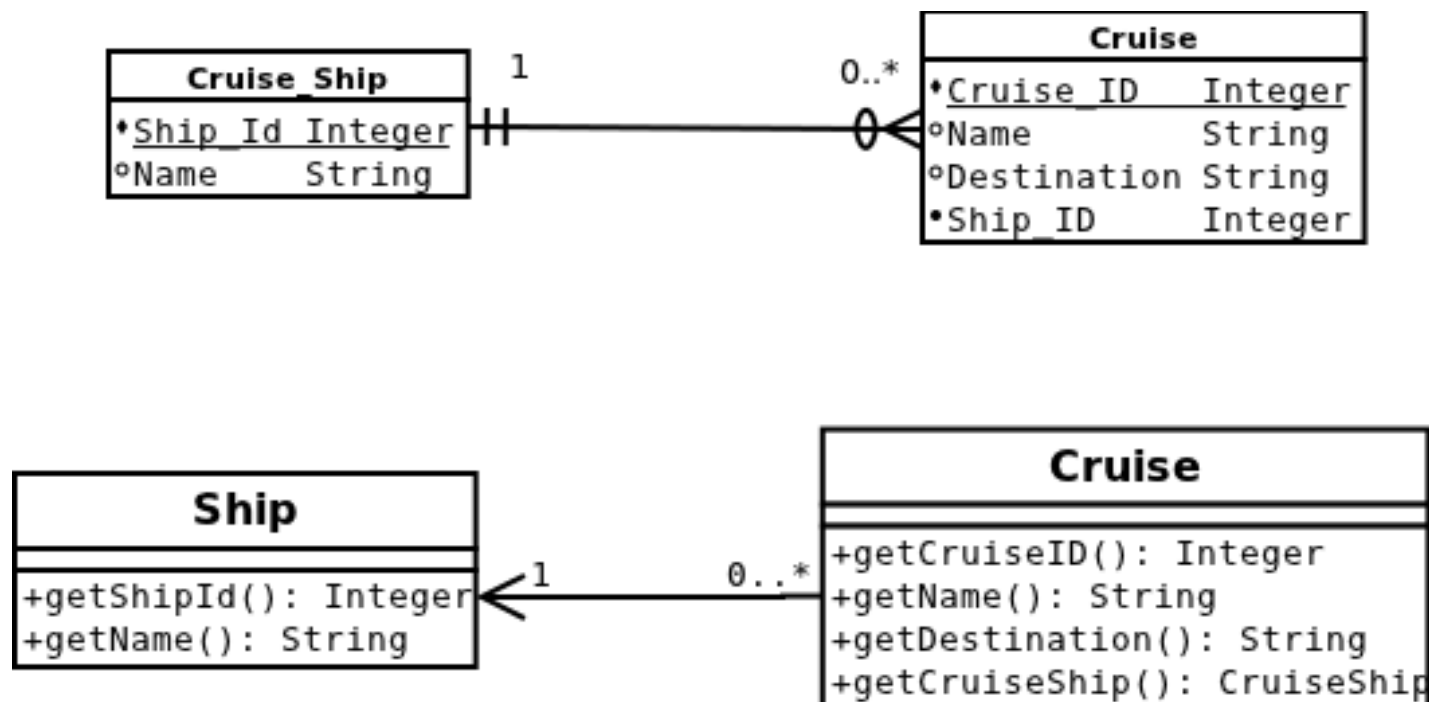 Cruise_Ship
Ship_Id Integer
Name String
1
0..*
Cruise
Cruise_ID Integer
Name String
Destination String
Ship_ID Integer
Ship
+getShipId(): Integer
+getName(): String
1
0..*
Cruise
+getCruiseID(): Integer
+getName(): String
+getDestination(): String
+getCruiseShip(): CruiseShip